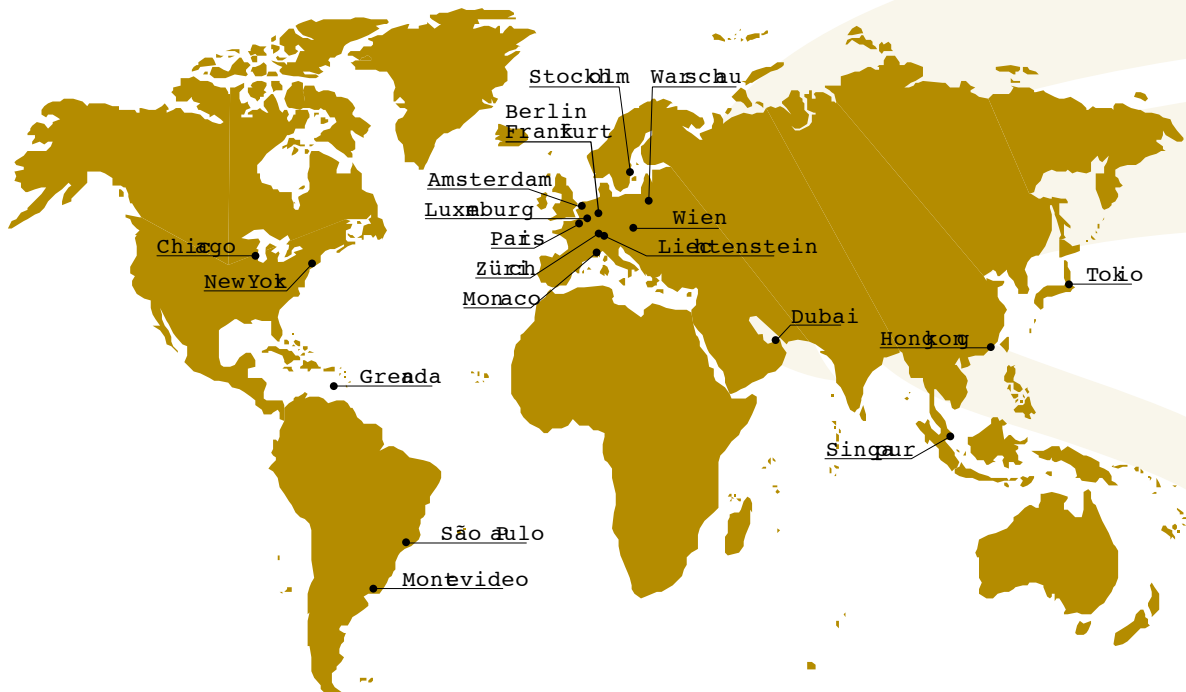 Stockholm
Warschau
Berlin
Frankfurt
Amsterdam
Luxemburg
Wien
Paris
Liechtenstein
Chicago
Zürich
New York
Tokio
Monaco
Dubai
Hongkong
Grenada
Singapur
São Paulo
Montevideo